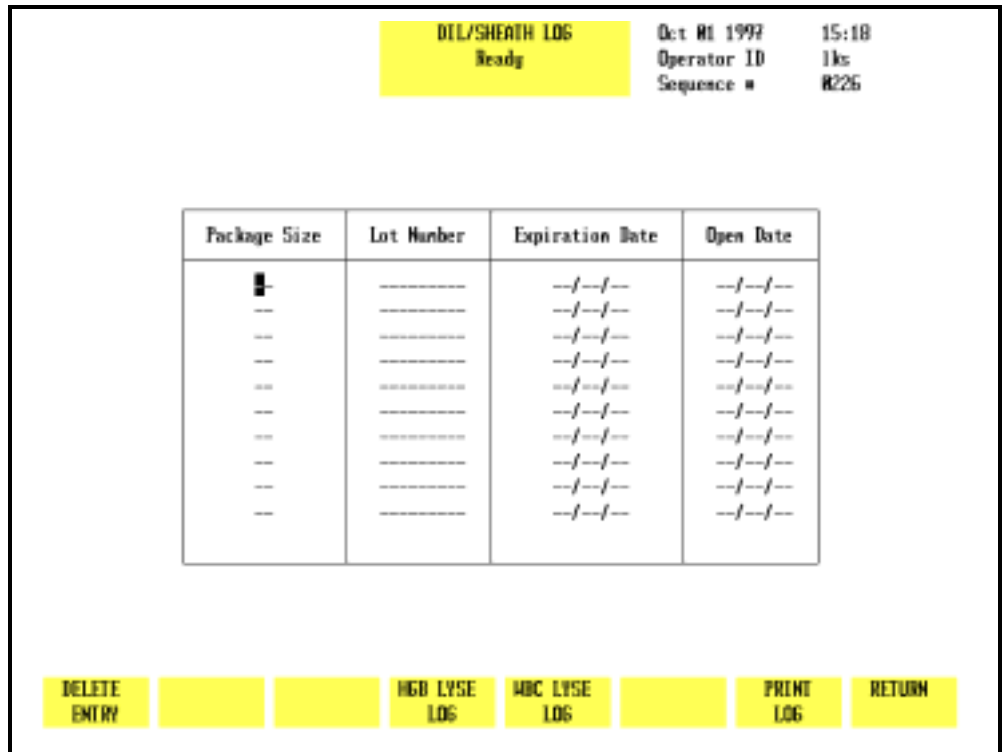 DIL/SHEATH LOG
Ready
Oct 01 1997 15:18
Operator ID lks
Sequence # 0226
Package Size Lot Number Expiration Date Open Date
-- --------- --/--/-- --/--/--
-- --------- --/--/-- --/--/--
-- --------- --/--/-- --/--/--
-- --------- --/--/-- --/--/--
-- --------- --/--/-- --/--/--
-- --------- --/--/-- --/--/--
-- --------- --/--/-- --/--/--
-- --------- --/--/-- --/--/--
-- --------- --/--/-- --/--/--
-- --------- --/--/-- --/--/--
DELETE ENTRY
HGB LYSE LOG
WBC LYSE LOG
PRINT LOG
RETURN